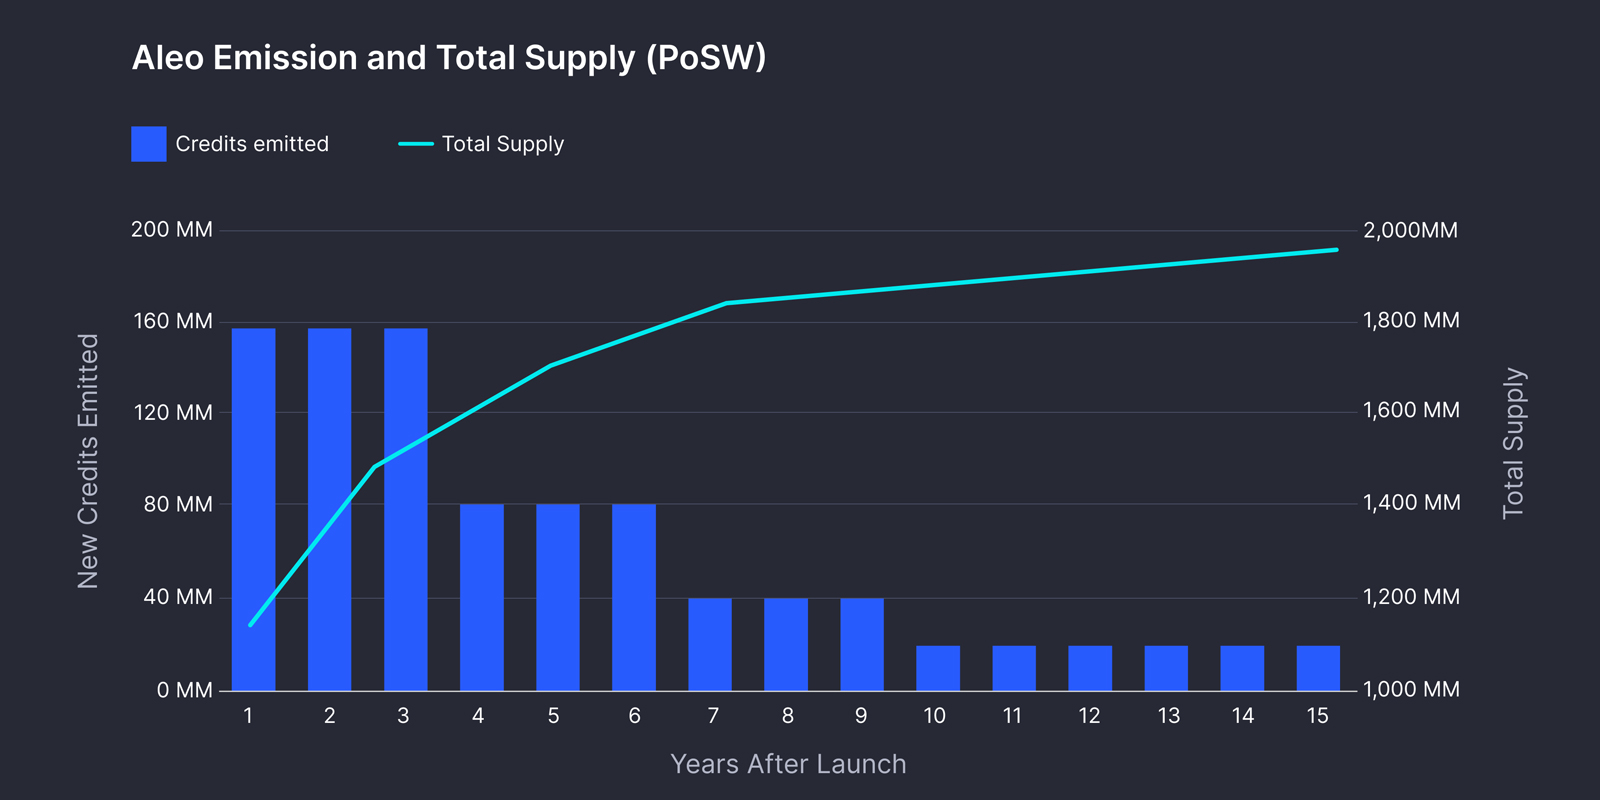 Aleo Emission and Total Supply (PoSW)
Credits emitted
Total Supply
200 MM
160 MM
120 MM
80 MM
40 MM
0 MM
New Credits Emitted
2,000MM
1,800 MM
1,600 MM
1,400 MM
1,200 MM
1,000 MM
Total Supply
1 2 3 4 5 6 7 8 9 10 11 12 13 14 15
Years After Launch